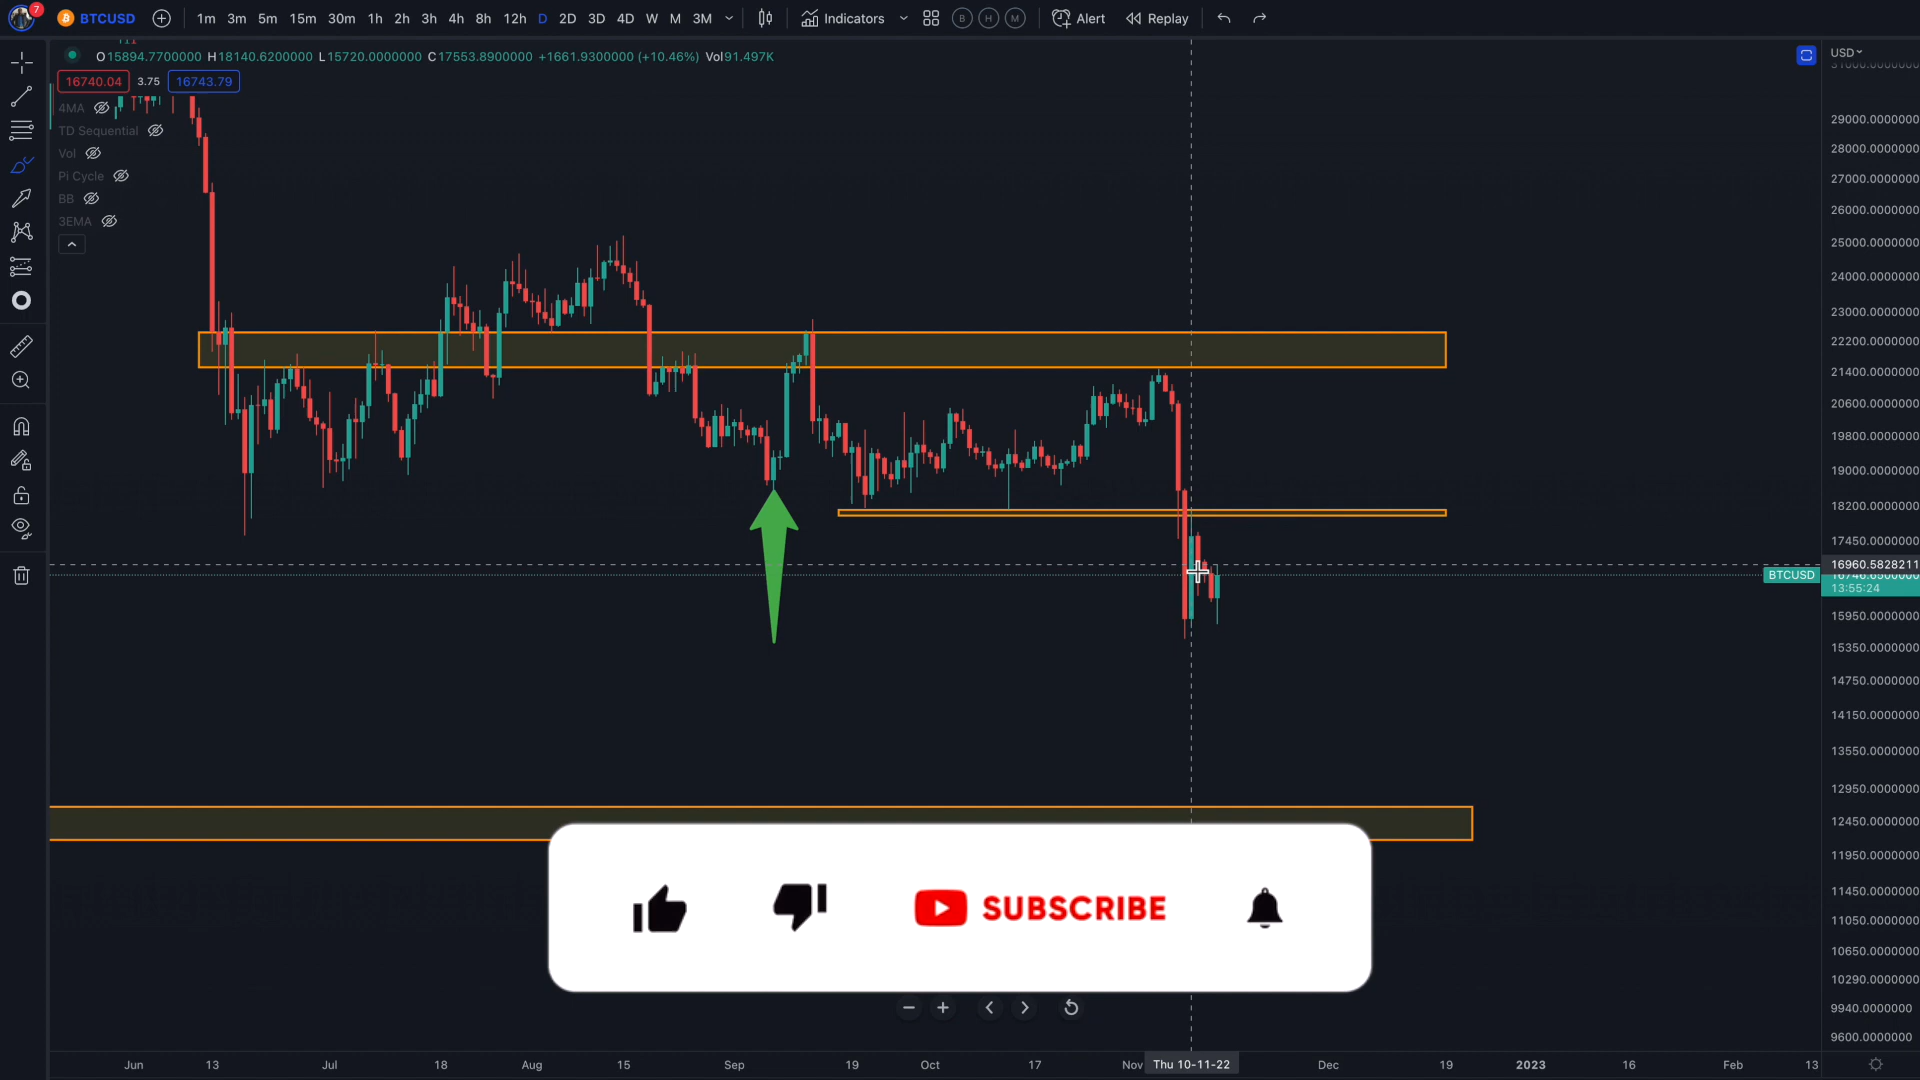 7 BTCUSD 1m 3m 5m 15m 30m 1h 2h 3h 4h 8h 12h D 2D 3D 4D W M 3M Indicators B H M Alert Replay
O15894.7700000 H18140.6200000 L15720.0000000 C17553.8900000 +1661.9300000 (+10.46%) Vol91.497K
USD
16740.04 3.75 16743.79
4MA
TD Sequential
Vol
Pi Cycle
BB
3EMA
31000.0000000
29000.0000000
28000.0000000
27000.0000000
26000.0000000
25000.0000000
24000.0000000
23000.0000000
22200.0000000
21400.0000000
20600.0000000
19800.0000000
19000.0000000
18200.0000000
17450.0000000
16960.5828211
BTCUSD
13:55:24
15950.0000000
15350.0000000
14750.0000000
14150.0000000
13550.0000000
12950.0000000
12450.0000000
11950.0000000
11450.0000000
11050.0000000
10650.0000000
10290.0000000
9940.0000000
9600.0000000
SUBSCRIBE
Jun 13 Jul 18 Aug 15 Sep 19 Oct 17 Nov Thu 10-11-22 Dec 19 2023 16 Feb 13